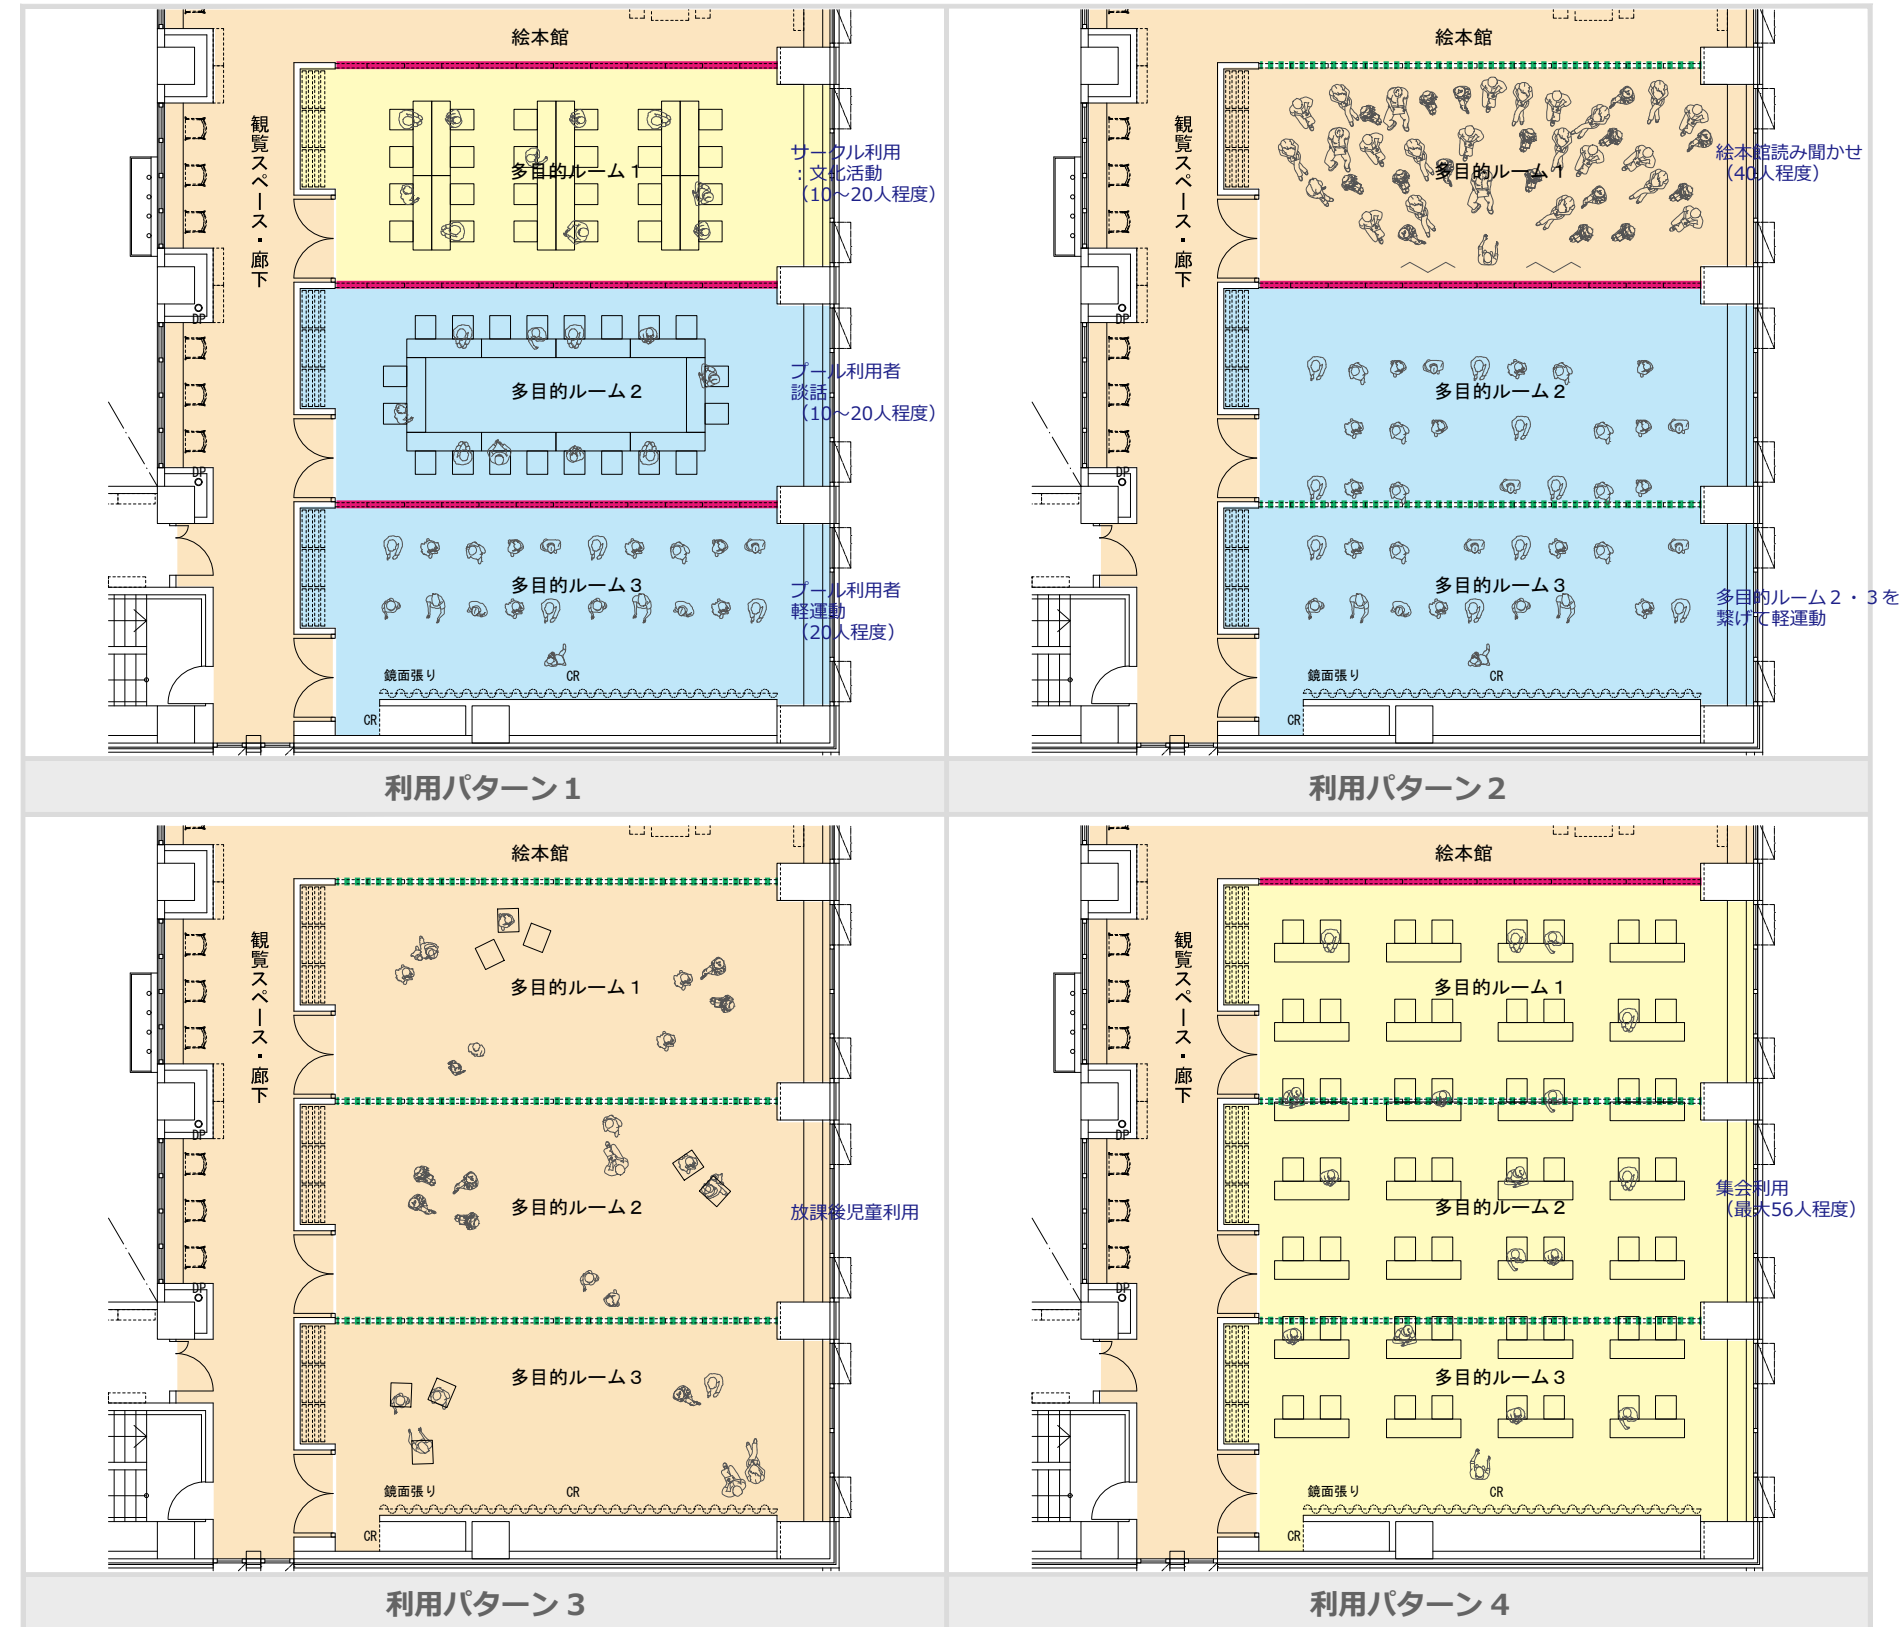 絵本館
観覧スペース・廊下
多目的ルーム１
サークル利用
：文化活動
（10～20人程度）
DP
多目的ルーム２
プール利用者
談話
（10～20人程度）
DP
多目的ルーム３
プール利用者
軽運動
（20人程度）
鏡面張り
CR
CR
利用パターン１
絵本館
観覧スペース・廊下
多目的ルーム１
絵本館読み聞かせ
（40人程度）
DP
多目的ルーム２
DP
多目的ルーム３
多目的ルーム２・３を
繋げて軽運動
鏡面張り
CR
CR
利用パターン２
絵本館
観覧スペース・廊下
多目的ルーム１
DP
多目的ルーム２
放課後児童利用
DP
多目的ルーム３
鏡面張り
CR
CR
利用パターン３
絵本館
観覧スペース・廊下
多目的ルーム１
DP
多目的ルーム２
集会利用
（最大56人程度）
DP
多目的ルーム３
鏡面張り
CR
CR
利用パターン４